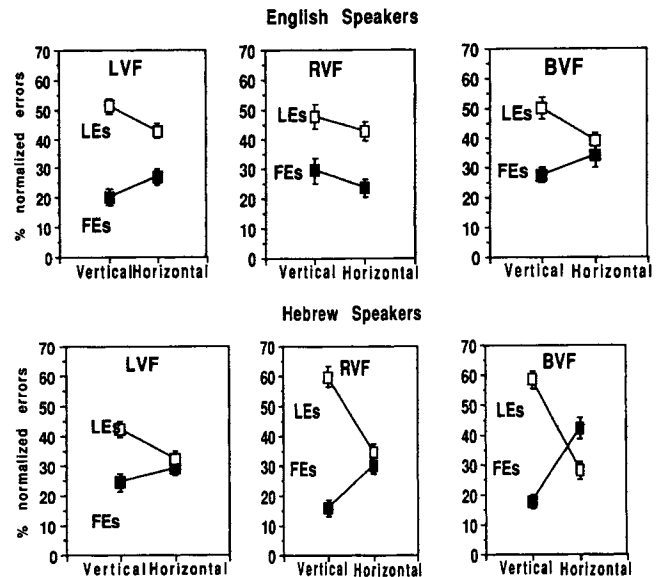 English Speakers
% normalized errors
70
60
50
40
30
20
10
0
LVF
LEs
FEs
Vertical Horizontal
70
60
50
40
30
20
10
0
RVF
LEs
FEs
Vertical Horizontal
70
60
50
40
30
20
10
0
BVF
LEs
FEs
Vertical Horizontal
Hebrew Speakers
% normalized errors
70
60
50
40
30
20
10
0
LVF
LEs
FEs
Vertical Horizontal
70
60
50
40
30
20
10
0
RVF
LEs
FEs
Vertical Horizontal
70
60
50
40
30
20
10
0
BVF
LEs
FEs
Vertical Horizontal